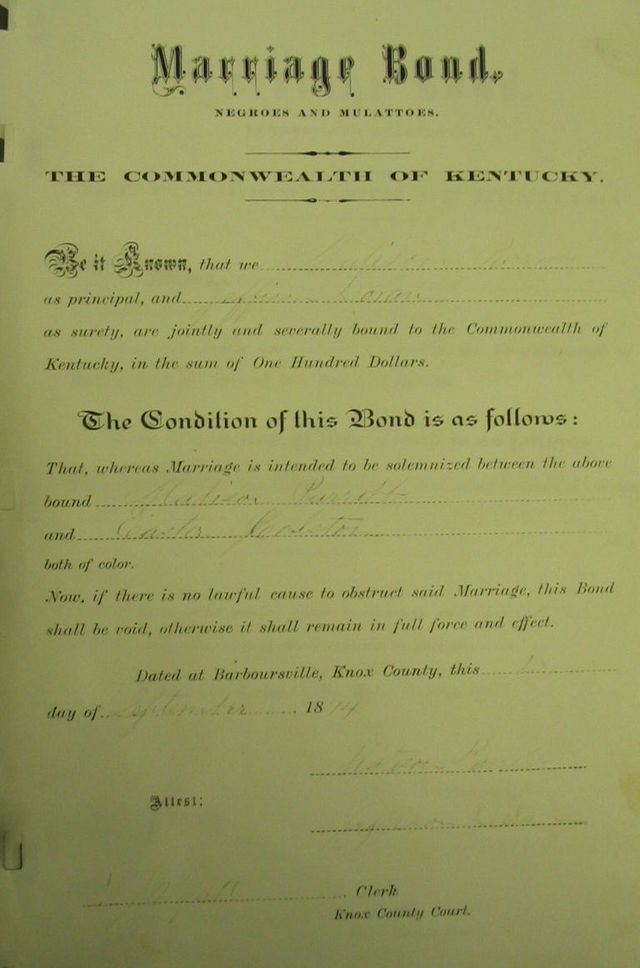 Marriage Bond,
NEGROES AND MULATTOES.
THE COMMONWEALTH OF KENTUCKY.
Be it Known, that we
as principal, and
as surety, are jointly and severally bound to the Commonwealth of
Kentucky, in the sum of One Hundred Dollars.
The Condition of this Bond is as follows:
That, whereas Marriage is intended to be solemnized between the above
bound
and
both of color.
Now, if there is no lawful cause to obstruct said Marriage, this Bond
shall be void, otherwise it shall remain in full force and effect.
Dated at Barboursville, Knox County, this
day of September 1874
Attest:
Clerk
Knox County Court.